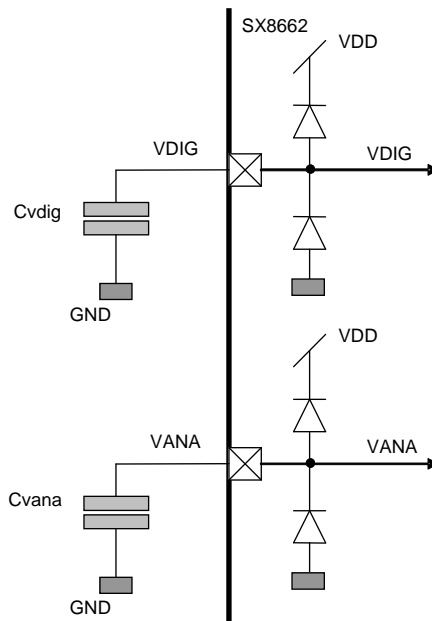 SX8662
VDD
VDIG
VDIG
Cvdig
GND
VDD
VANA
VANA
Cvana
GND